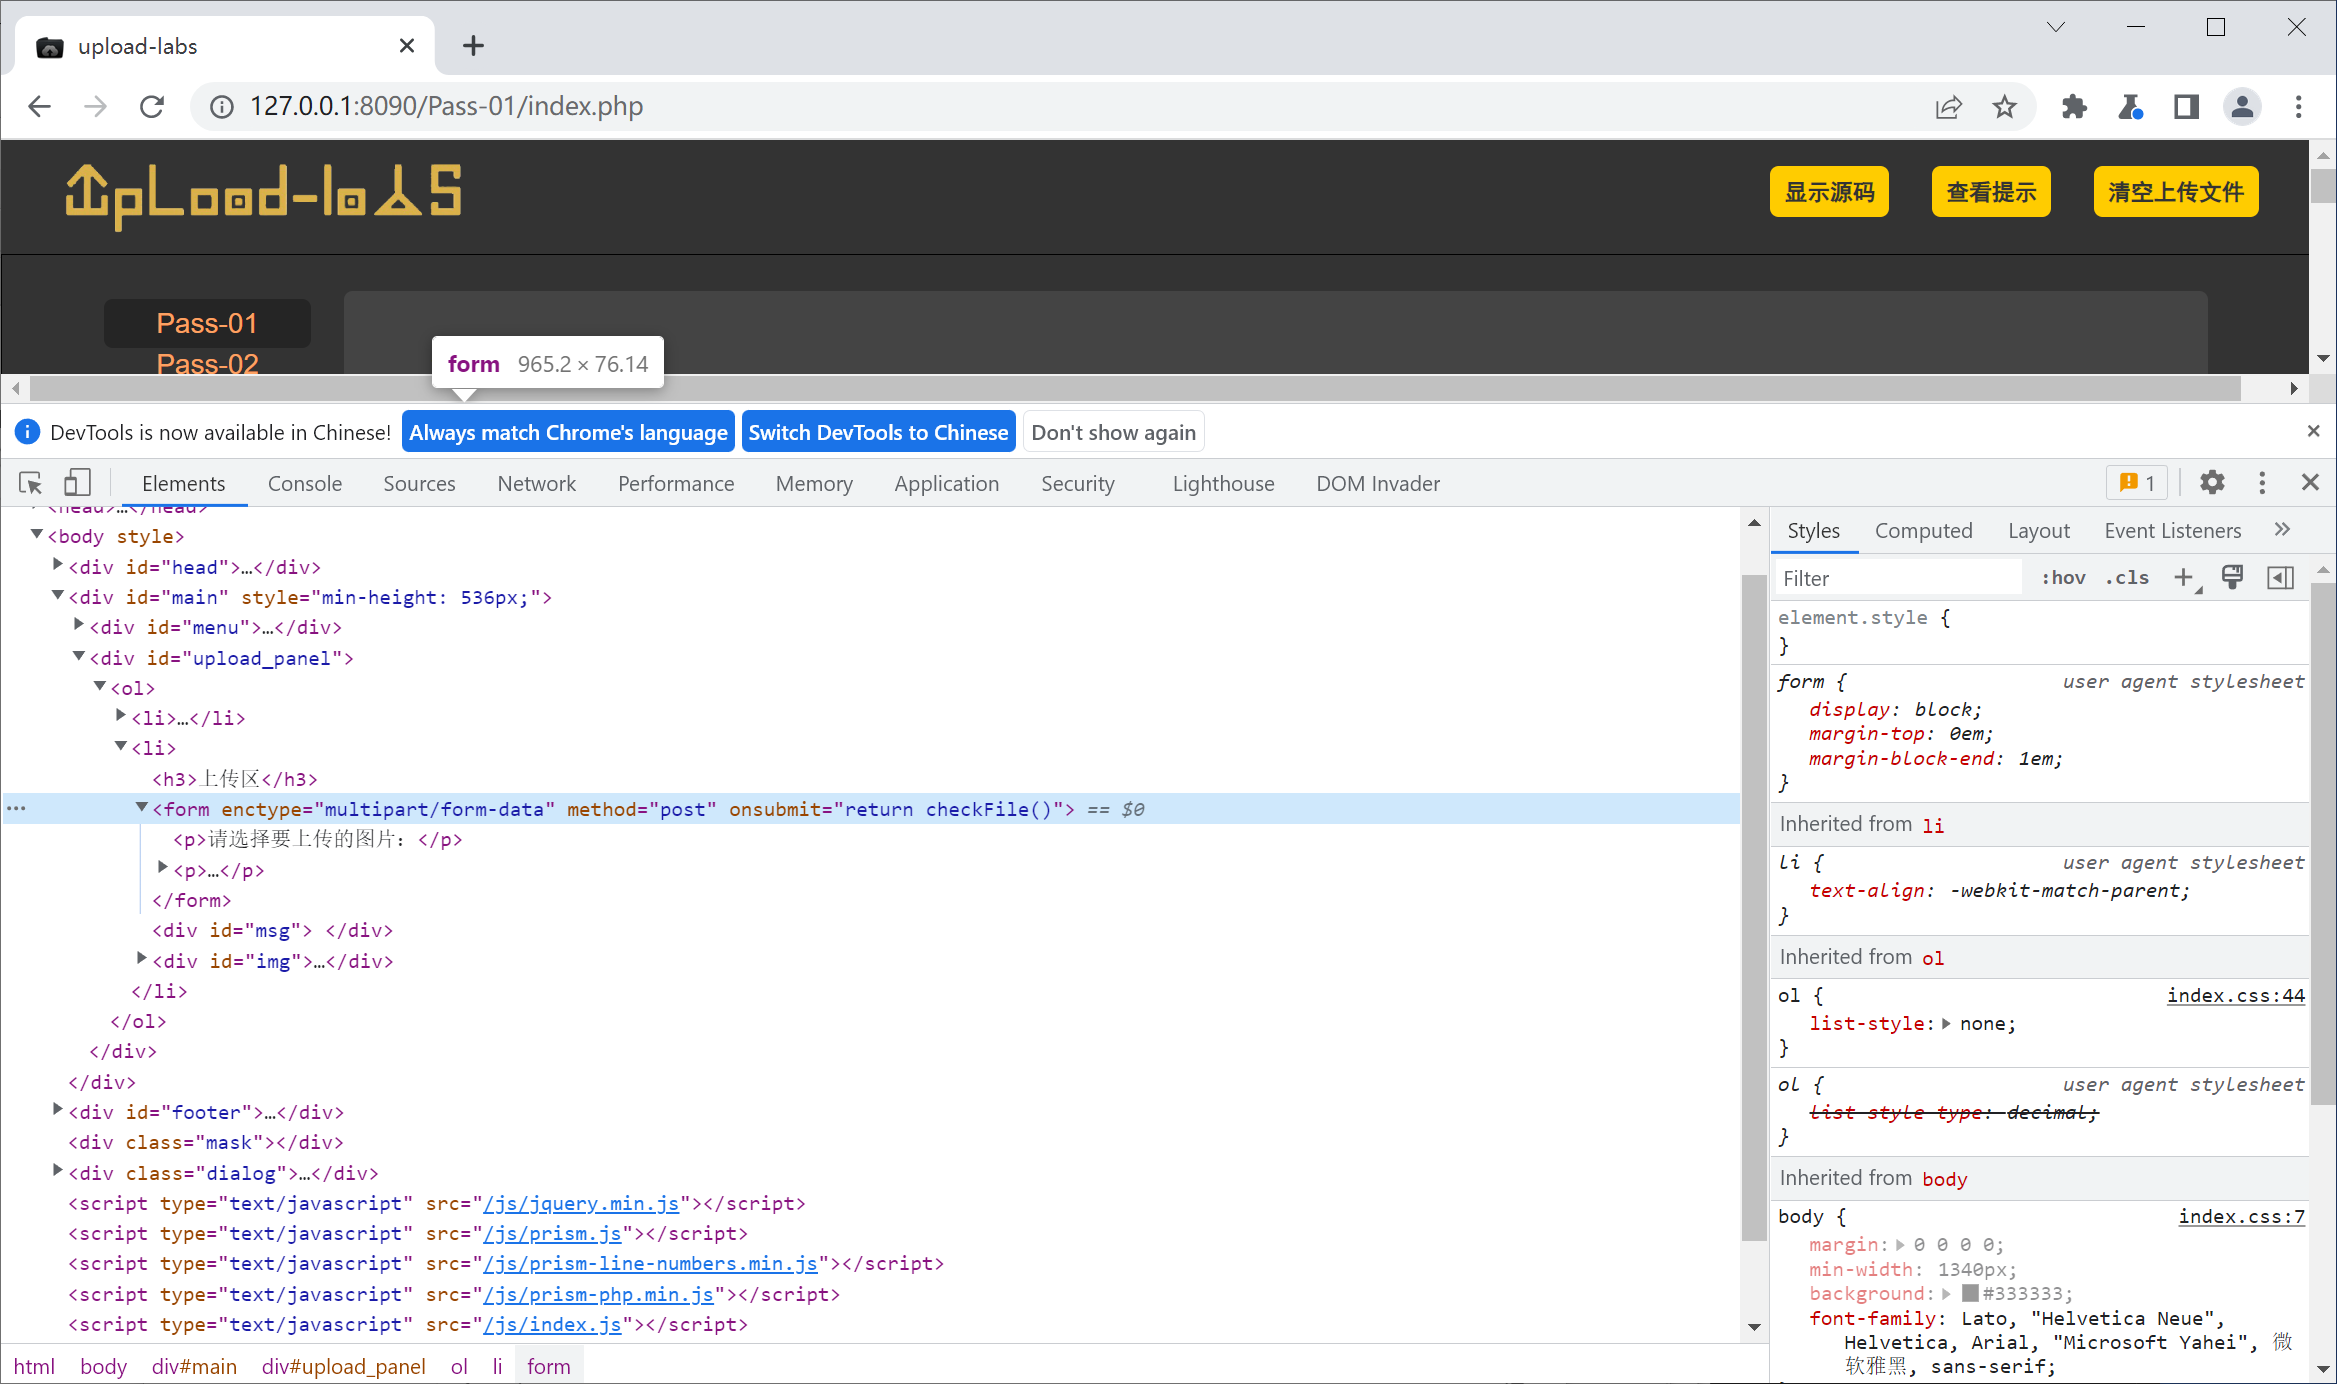 upload-labs
127.0.0.1:8090/Pass-01/index.php
upload-labs
显示源码
查看提示
清空上传文件
Pass-01
Pass-02
form 965.2 × 76.14
DevTools is now available in Chinese!
Always match Chrome's language
Switch DevTools to Chinese
Don't show again
Elements
Console
Sources
Network
Performance
Memory
Application
Security
Lighthouse
DOM Invader
1
<head>…</head>
<body style>
<div id="head">…</div>
<div id="main" style="min-height: 536px;">
<div id="menu">…</div>
<div id="upload_panel">
<ol>
<li>…</li>
<li>
<h3>上传区</h3>
<form enctype="multipart/form-data" method="post" onsubmit="return checkFile()"> == $0
<p>请选择要上传的图片：</p>
<p>…</p>
</form>
<div id="msg"> </div>
<div id="img">…</div>
</li>
</ol>
</div>
</div>
<div id="footer">…</div>
<div class="mask"></div>
<div class="dialog">…</div>
<script type="text/javascript" src="/js/jquery.min.js"></script>
<script type="text/javascript" src="/js/prism.js"></script>
<script type="text/javascript" src="/js/prism-line-numbers.min.js"></script>
<script type="text/javascript" src="/js/prism-php.min.js"></script>
<script type="text/javascript" src="/js/index.js"></script>
html body div#main div#upload_panel ol li form
Styles
Computed
Layout
Event Listeners
Filter
:hov
.cls
element.style {
}
form { user agent stylesheet
display: block;
margin-top: 0em;
margin-block-end: 1em;
}
Inherited from li
li { user agent stylesheet
text-align: -webkit-match-parent;
}
Inherited from ol
ol { index.css:44
list-style: none;
}
ol { user agent stylesheet
list-style-type: decimal;
}
Inherited from body
body { index.css:7
margin: 0 0 0 0;
min-width: 1340px;
background: #333333;
font-family: Lato, "Helvetica Neue",
Helvetica, Arial, "Microsoft Yahei", 微
软雅黑, sans-serif;